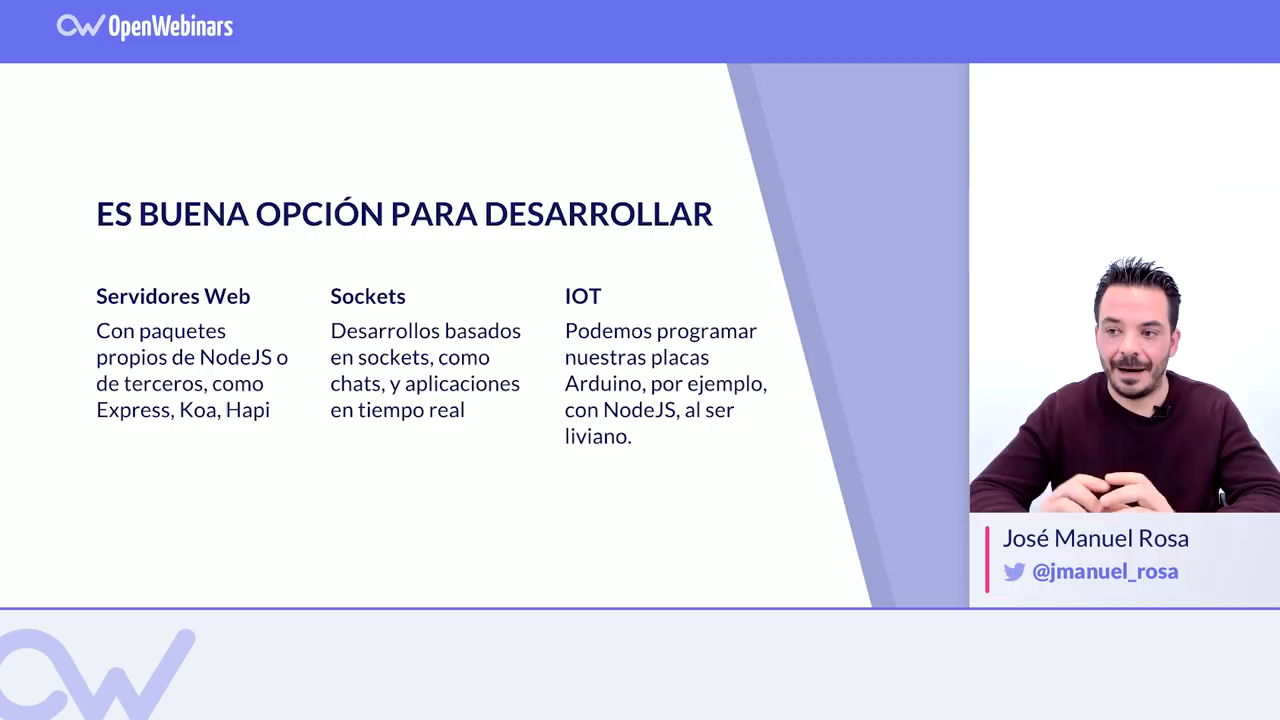 OpenWebinars
ES BUENA OPCIÓN PARA DESARROLLAR
Servidores Web
Con paquetes
propios de NodeJS o
de terceros, como
Express, Koa, Hapi
Sockets
Desarrollos basados
en sockets, como
chats, y aplicaciones
en tiempo real
IOT
Podemos programar
nuestras placas
Arduino, por ejemplo,
con NodeJS, al ser
liviano.
José Manuel Rosa
@jmanuel_rosa